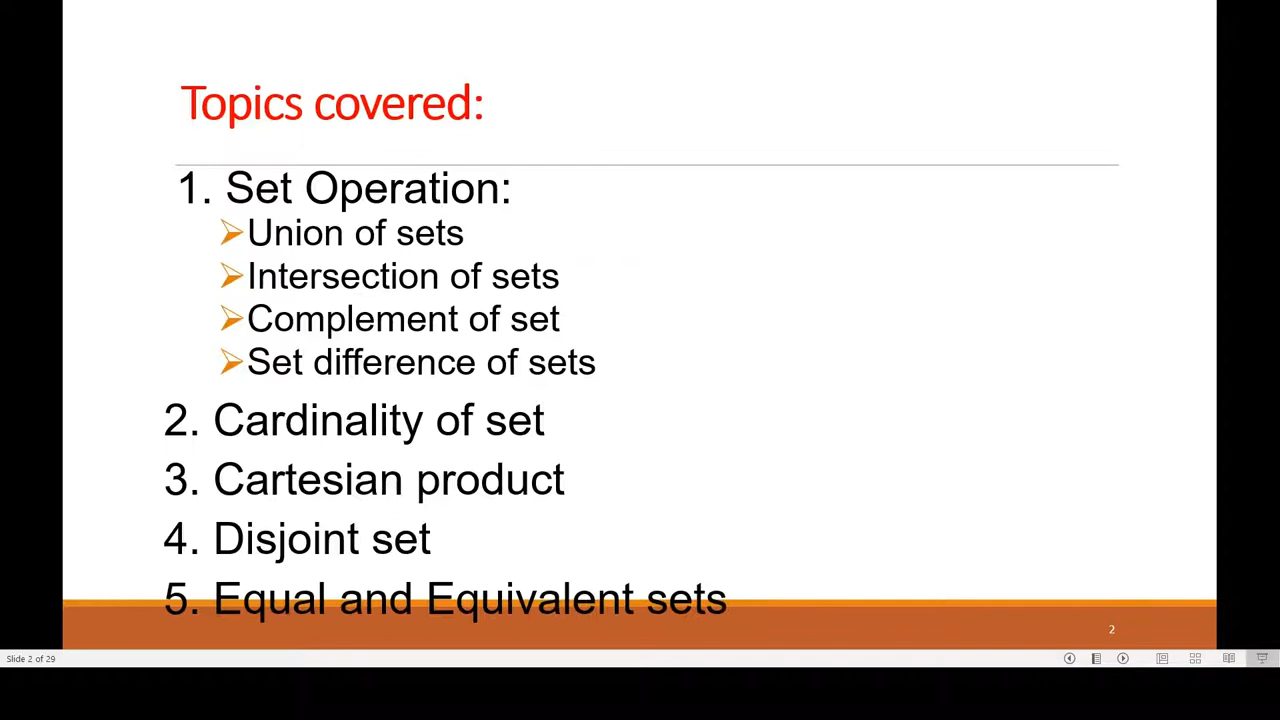 Topics covered:
1. Set Operation:
Union of sets
Intersection of sets
Complement of set
Set difference of sets
2. Cardinality of set
3. Cartesian product
4. Disjoint set
5. Equal and Equivalent sets
2
Slide 2 of 29